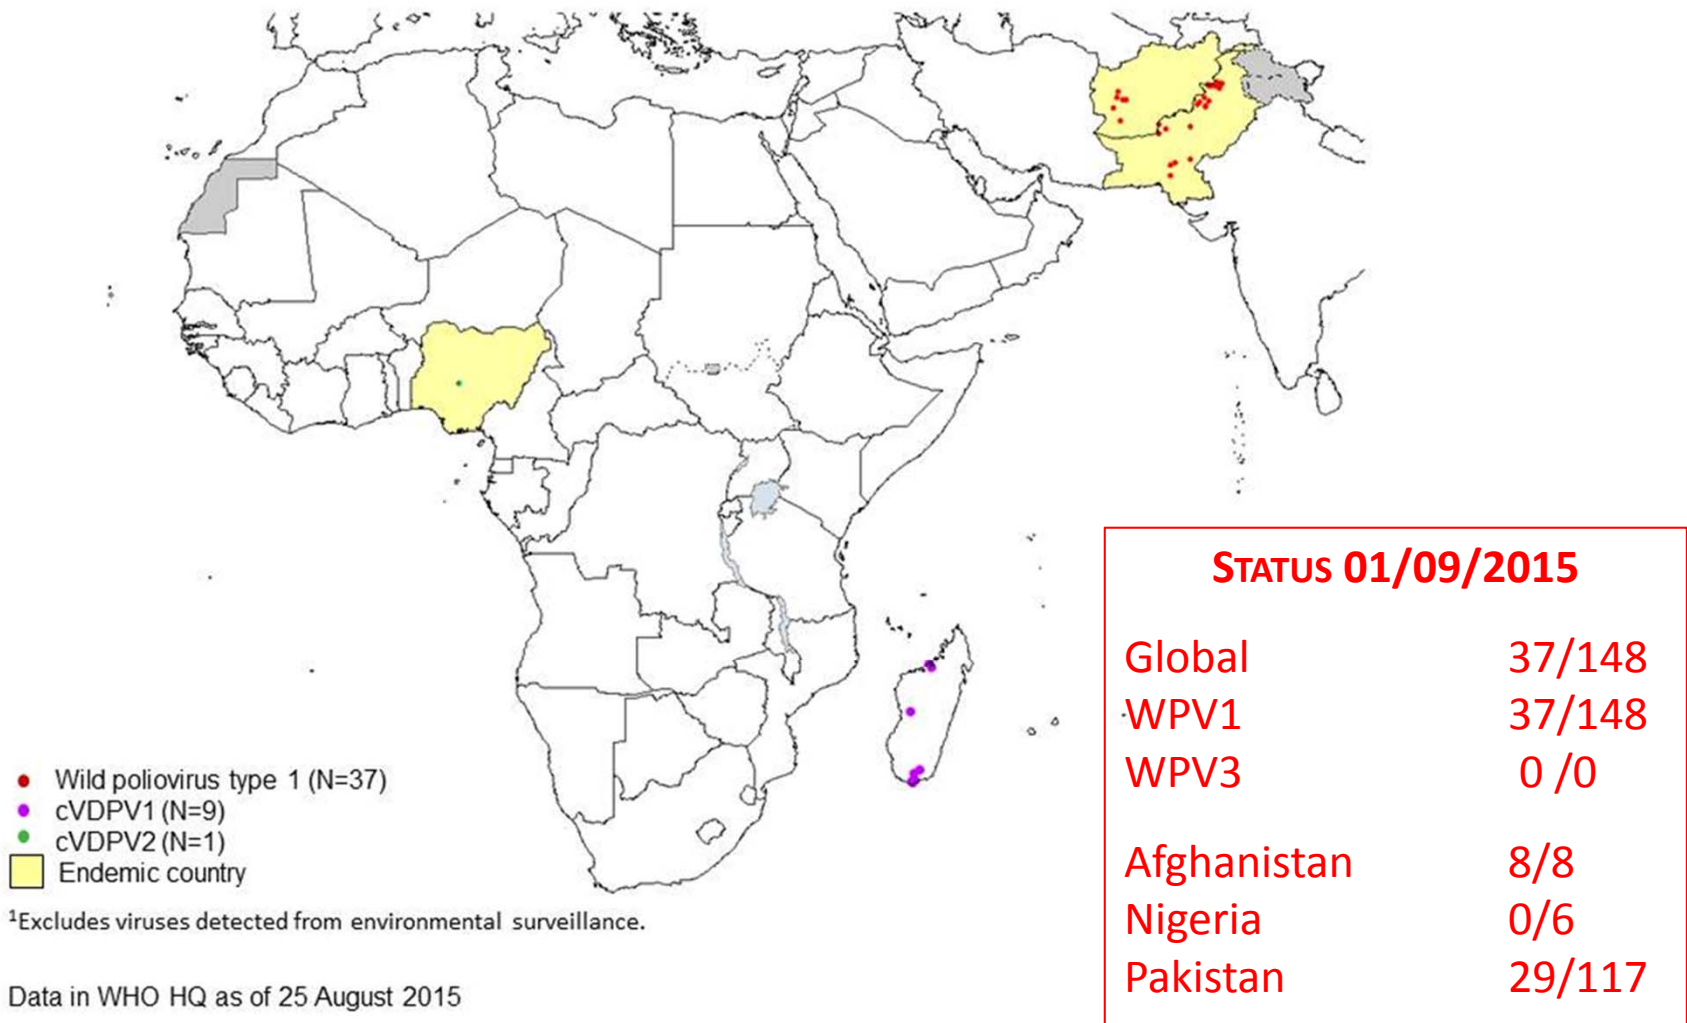 STATUS 01/09/2015
Global 37/148
WPV1 37/148
WPV3 0 /0
Afghanistan 8/8
Nigeria 0/6
Pakistan 29/117
Wild poliovirus type 1 (N=37)
cVDPV1 (N=9)
cVDPV2 (N=1)
Endemic country
¹Excludes viruses detected from environmental surveillance.
Data in WHO HQ as of 25 August 2015